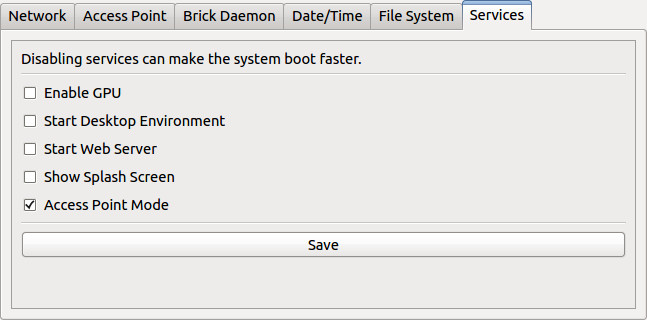 Network Access Point Brick Daemon Date/Time File System Services
Disabling services can make the system boot faster.
Enable GPU
Start Desktop Environment
Start Web Server
Show Splash Screen
Access Point Mode
Save